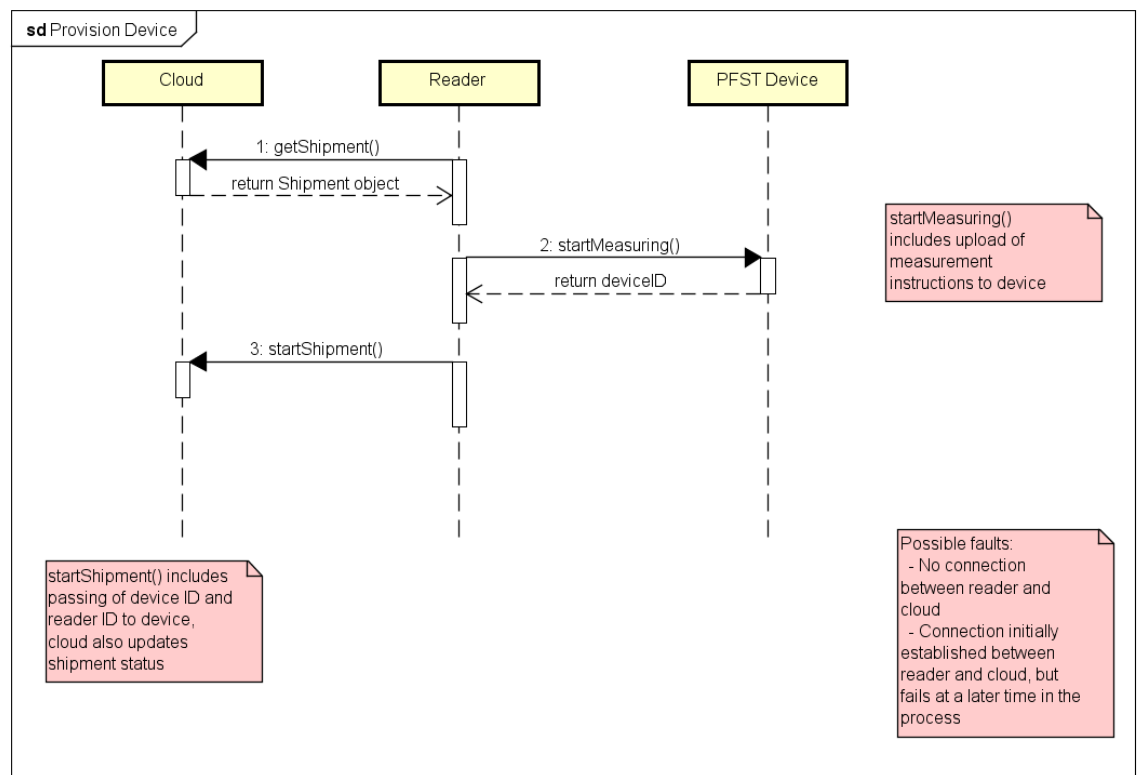 sd Provision Device
Cloud
Reader
PFST Device
1: getShipment()
return Shipment object
startMeasuring()
includes upload of
measurement
instructions to device
2: startMeasuring()
return deviceID
3: startShipment()
Possible faults:
- No connection
between reader and
cloud
- Connection initially
established between
reader and cloud, but
fails at a later time in the
process
startShipment() includes
passing of device ID and
reader ID to device,
cloud also updates
shipment status